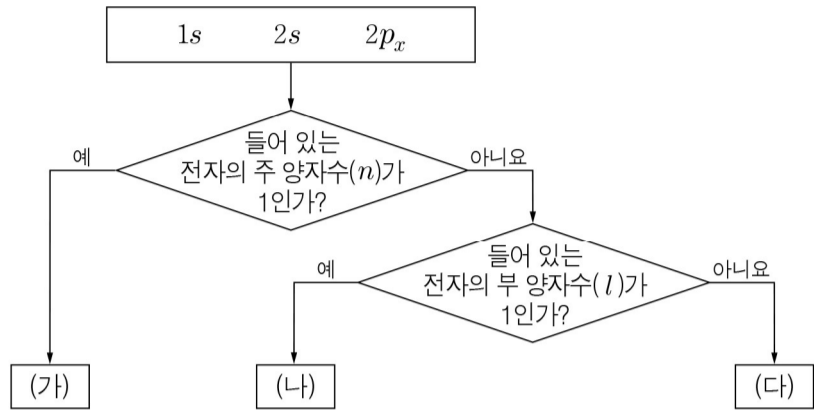 1s 2s 2pₓ
들어 있는
전자의 주 양자수(n)가
1인가?
예
아니요
들어 있는
전자의 부 양자수(l)가
1인가?
예
아니요
(가)
(나)
(다)